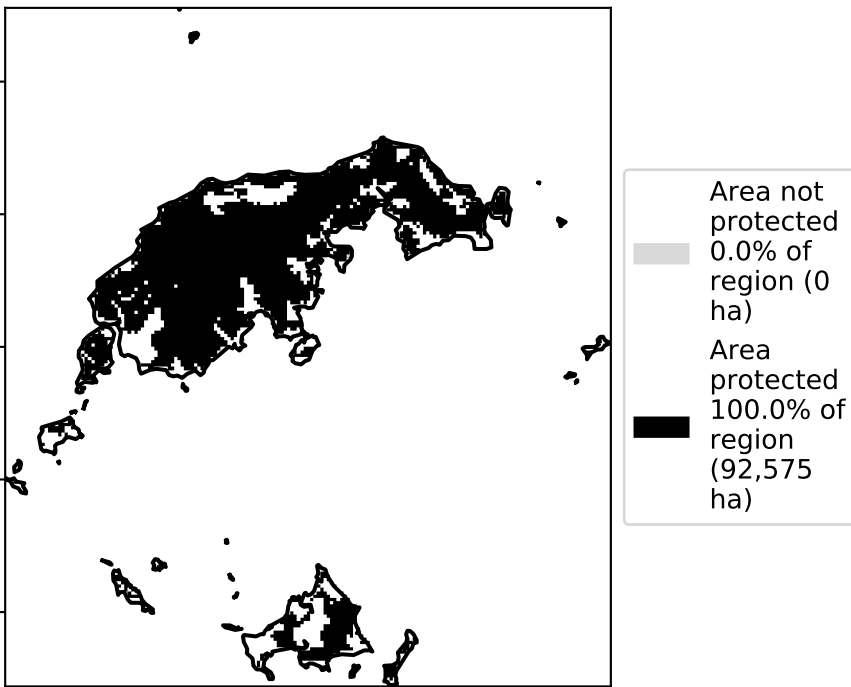 Area not
protected
0.0% of
region (0
ha)
Area
protected
100.0% of
region
(92,575
ha)